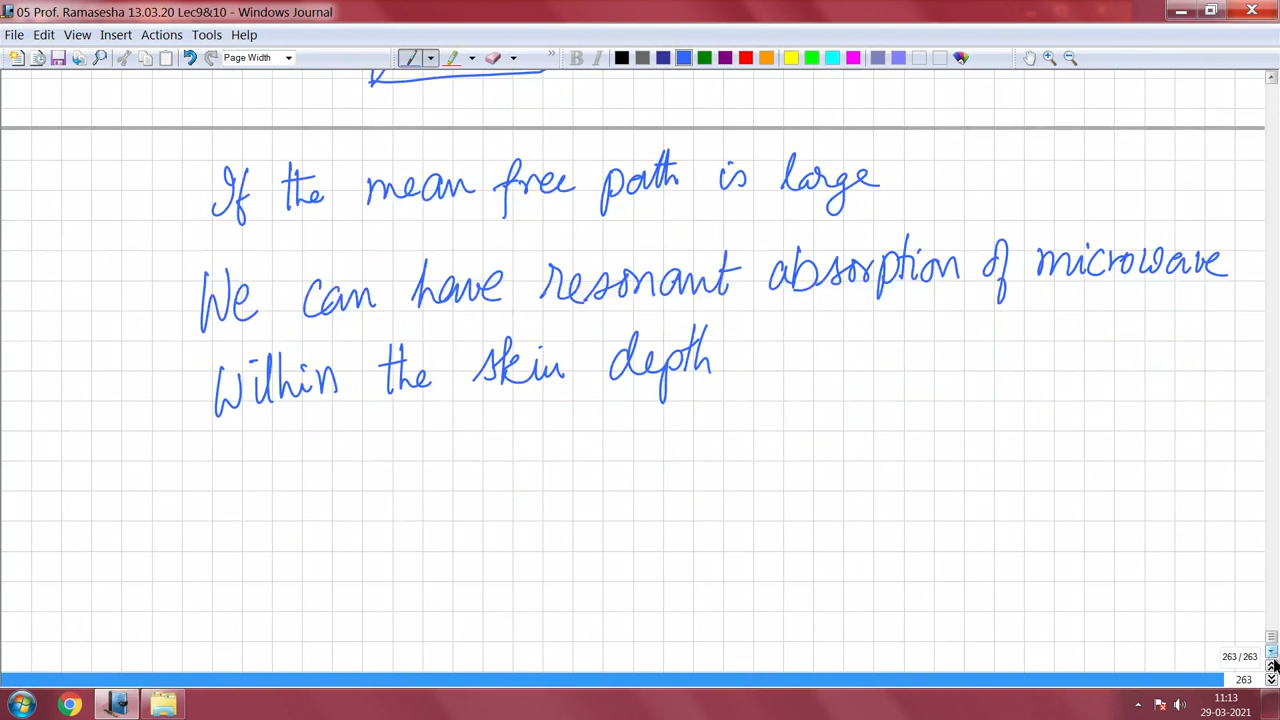 05 Prof. Ramasesha 13.03.20 Lec9&10 - Windows Journal
File Edit View Insert Actions Tools Help
Page Width
B I
If the mean free path is large
We can have resonant absorption of microwave
Within the skin depth
263 / 263
263
11:13
29-03-2021